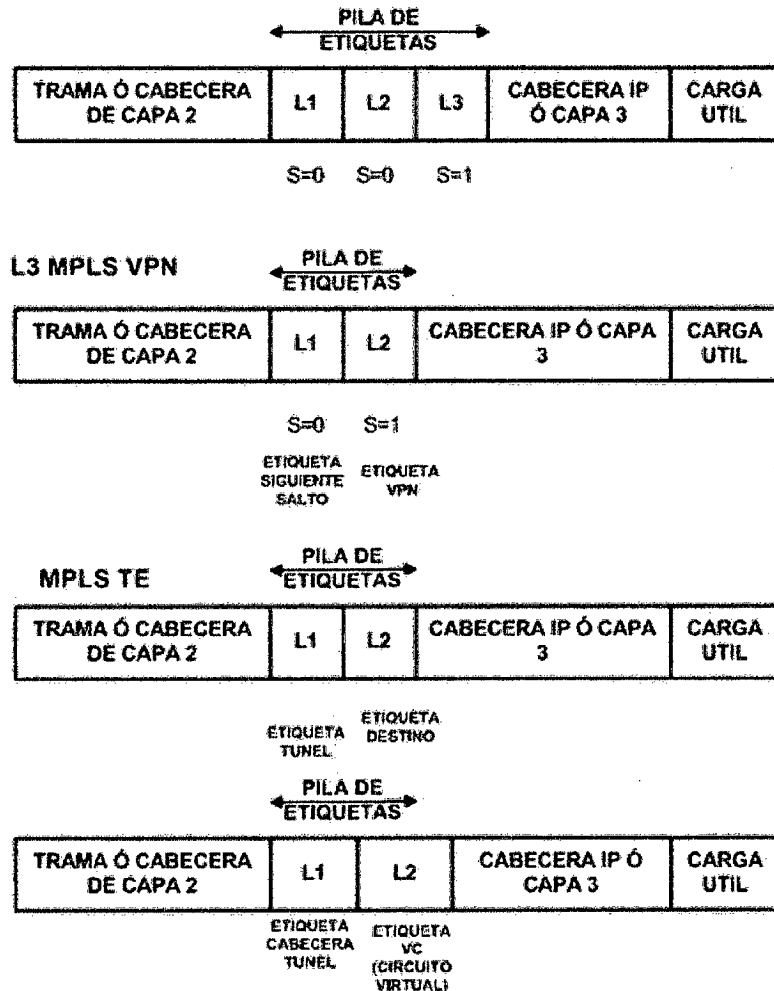 PILA DE
ETIQUETAS
TRAMA Ó CABECERA
DE CAPA 2
L1
L2
L3
CABECERA IP
Ó CAPA 3
CARGA
UTIL
S=0
S=0
S=1
L3 MPLS VPN
PILA DE
ETIQUETAS
TRAMA Ó CABECERA
DE CAPA 2
L1
L2
CABECERA IP Ó CAPA
3
CARGA
UTIL
S=0
S=1
ETIQUETA
SIGUIENTE
SALTO
ETIQUETA
VPN
MPLS TE
PILA DE
ETIQUETAS
TRAMA Ó CABECERA
DE CAPA 2
L1
L2
CABECERA IP Ó CAPA
3
CARGA
UTIL
ETIQUETA
TUNEL
ETIQUETA
DESTINO
PILA DE
ETIQUETAS
TRAMA Ó CABECERA
DE CAPA 2
L1
L2
CABECERA IP Ó
CAPA 3
CARGA
UTIL
ETIQUETA
CABECERA
TUNEL
ETIQUETA
VC
(CIRCUITO
VIRTUAL)